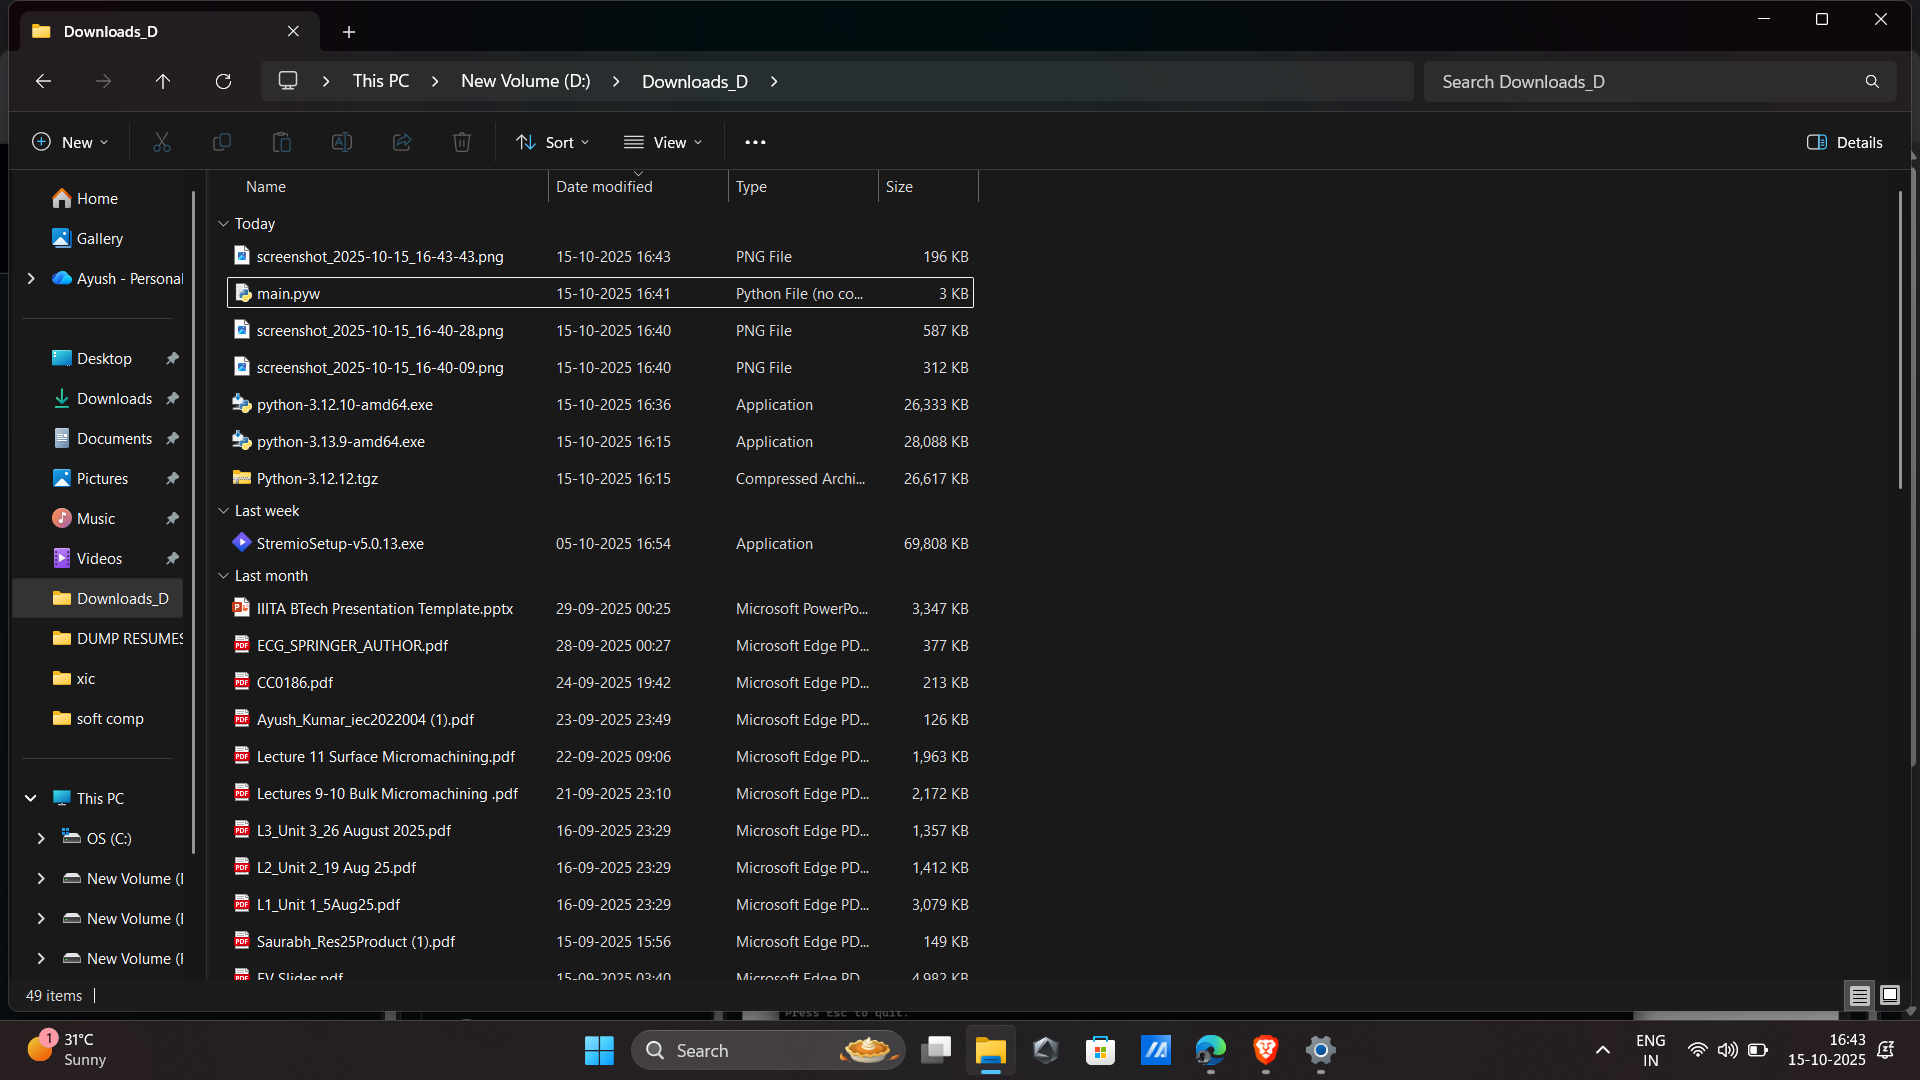 Downloads_D
This PC
New Volume (D:)
Downloads_D
Search Downloads_D
New
Sort
View
Details
Home
Gallery
Ayush - Personal
Desktop
Downloads
Documents
Pictures
Music
Videos
Downloads_D
DUMP RESUMES
xic
soft comp
This PC
OS (C:)
New Volume (
New Volume (
New Volume (
Name Date modified Type Size
Today
screenshot_2025-10-15_16-43-43.png 15-10-2025 16:43 PNG File 196 KB
main.pyw 15-10-2025 16:41 Python File (no co... 3 KB
screenshot_2025-10-15_16-40-28.png 15-10-2025 16:40 PNG File 587 KB
screenshot_2025-10-15_16-40-09.png 15-10-2025 16:40 PNG File 312 KB
python-3.12.10-amd64.exe 15-10-2025 16:36 Application 26,333 KB
python-3.13.9-amd64.exe 15-10-2025 16:15 Application 28,088 KB
Python-3.12.12.tgz 15-10-2025 16:15 Compressed Archi... 26,617 KB
Last week
StremioSetup-v5.0.13.exe 05-10-2025 16:54 Application 69,808 KB
Last month
IIITA BTech Presentation Template.pptx 29-09-2025 00:25 Microsoft PowerPo... 3,347 KB
ECG_SPRINGER_AUTHOR.pdf 28-09-2025 00:27 Microsoft Edge PD... 377 KB
CC0186.pdf 24-09-2025 19:42 Microsoft Edge PD... 213 KB
Ayush_Kumar_iec2022004 (1).pdf 23-09-2025 23:49 Microsoft Edge PD... 126 KB
Lecture 11 Surface Micromachining.pdf 22-09-2025 09:06 Microsoft Edge PD... 1,963 KB
Lectures 9-10 Bulk Micromachining .pdf 21-09-2025 23:10 Microsoft Edge PD... 2,172 KB
L3_Unit 3_26 August 2025.pdf 16-09-2025 23:29 Microsoft Edge PD... 1,357 KB
L2_Unit 2_19 Aug 25.pdf 16-09-2025 23:29 Microsoft Edge PD... 1,412 KB
L1_Unit 1_5Aug25.pdf 16-09-2025 23:29 Microsoft Edge PD... 3,079 KB
Saurabh_Res25Product (1).pdf 15-09-2025 15:56 Microsoft Edge PD... 149 KB
EV Slides.pdf 15-09-2025 03:40 Microsoft Edge PD 4,982 KB
49 items
Press Esc to quit.
1
31°C
Sunny
Search
ENG
IN
16:43
15-10-2025